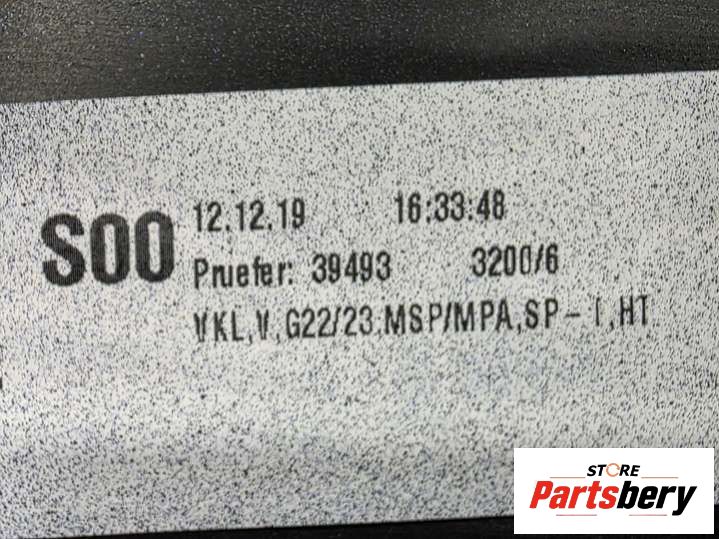 S00
12.12.19 16:33:48
Pruefer: 39493 3200/6
VKL,V,G22/23,MSP/MPA,SP-T,HT
STORE
Partsbery